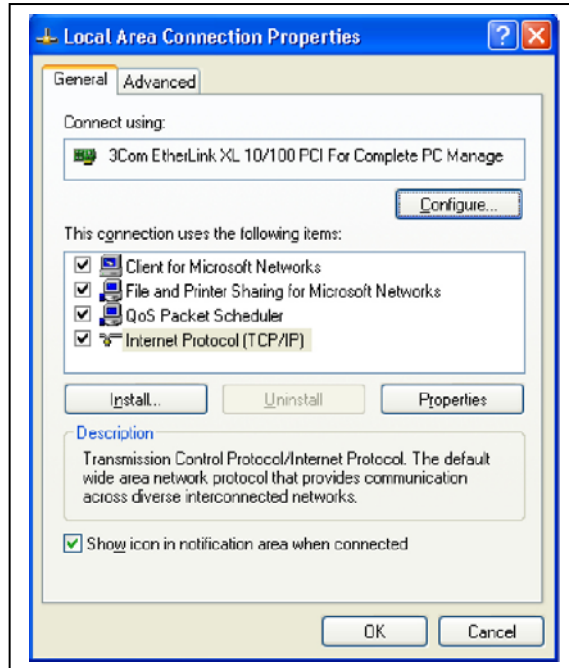 Local Area Connection Properties
General Advanced
Connect using:
3Com EtherLink XL 10/100 PCI For Complete PC Manage
Configure...
This connection uses the following items:
Client for Microsoft Networks
File and Printer Sharing for Microsoft Networks
QoS Packet Scheduler
Internet Protocol (TCP/IP)
Install... Uninstall Properties
Description
Transmission Control Protocol/Internet Protocol. The default
wide area network protocol that provides communication
across diverse interconnected networks.
Show icon in notification area when connected
OK Cancel